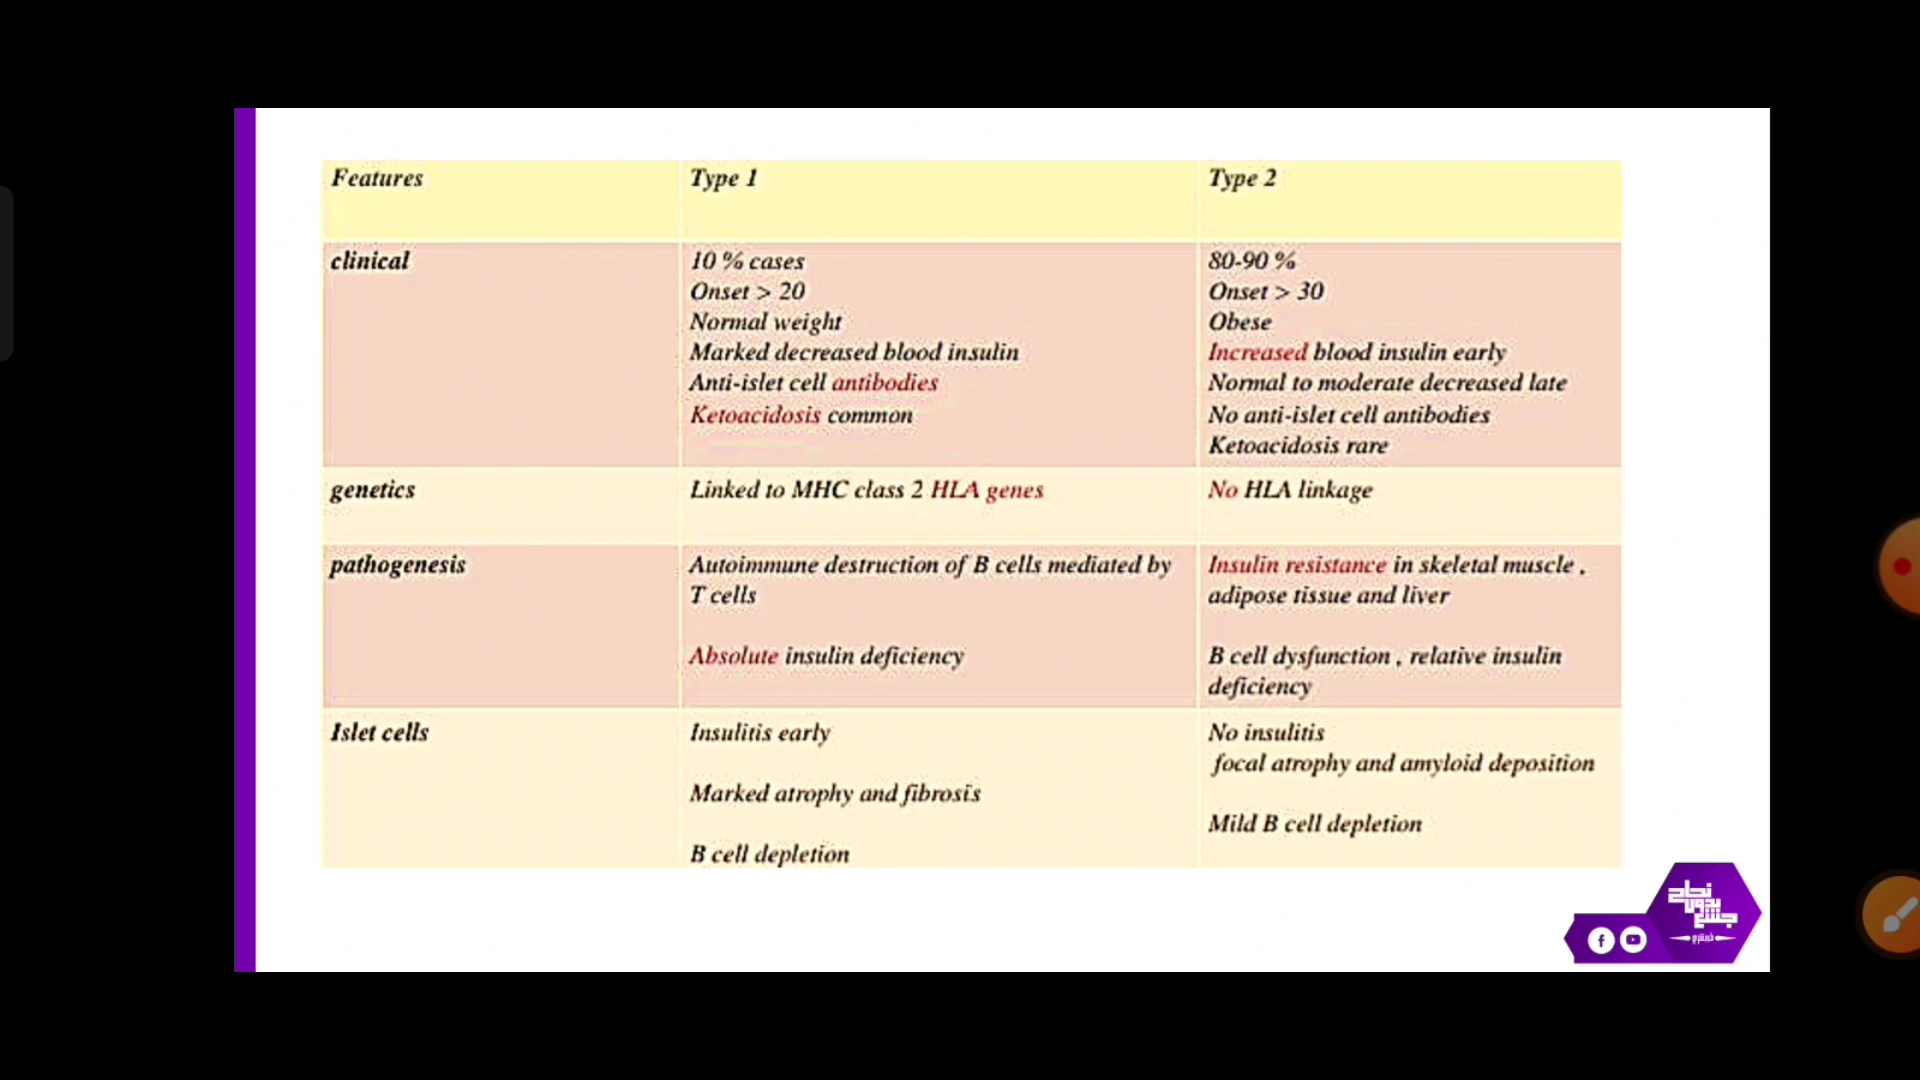 Features
Type 1
Type 2
clinical
10 % cases
Onset > 20
Normal weight
Marked decreased blood insulin
Anti-islet cell antibodies
Ketoacidosis common
80-90 %
Onset > 30
Obese
Increased blood insulin early
Normal to moderate decreased late
No anti-islet cell antibodies
Ketoacidosis rare
genetics
Linked to MHC class 2 HLA genes
No HLA linkage
pathogenesis
Autoimmune destruction of B cells mediated by
T cells
Absolute insulin deficiency
Insulin resistance in skeletal muscle ,
adipose tissue and liver
B cell dysfunction , relative insulin
deficiency
Islet cells
Insulitis early
Marked atrophy and fibrosis
B cell depletion
No insulitis
focal atrophy and amyloid deposition
Mild B cell depletion
نجاح
بدون
جشع